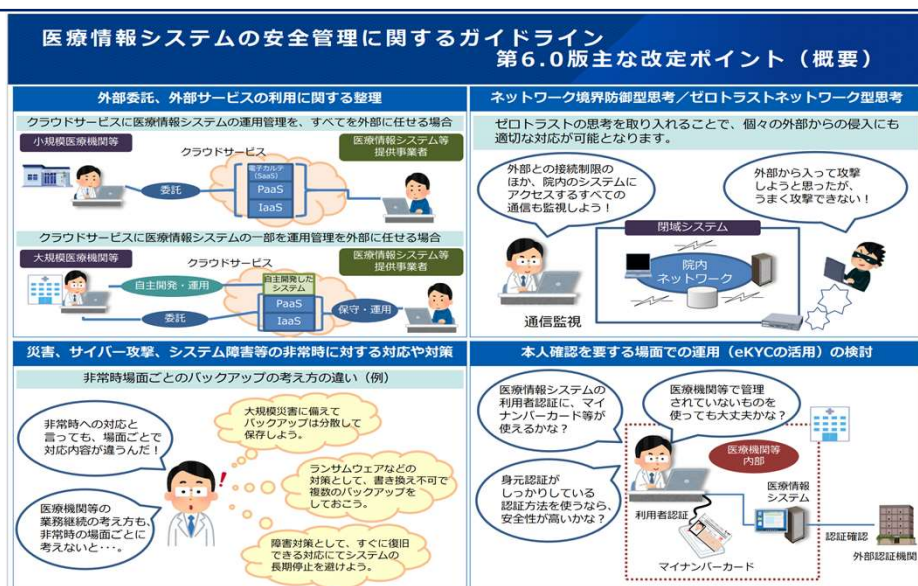 医療情報システムの安全管理に関するガイドライン
第6.0版主な改定ポイント（概要）
外部委託、外部サービスの利用に関する整理
クラウドサービスに医療情報システムの運用管理を、すべてを外部に任せる場合
小規模医療機関等
クラウドサービス
医療情報システム等
提供事業者
委託
電子カルテ
(SaaS)
PaaS
IaaS
クラウドサービスに医療情報システムの一部を運用管理を外部に任せる場合
大規模医療機関等
クラウドサービス
医療情報システム等
提供事業者
自主開発・運用
自主開発した
システム
PaaS
IaaS
委託
保守・運用
ネットワーク境界防御型思考／ゼロトラストネットワーク型思考
ゼロトラストの思考を取り入れることで、個々の外部からの侵入にも
適切な対応が可能となります。
外部との接続制限の
ほか、院内のシステムに
アクセスするすべての
通信も監視しよう！
外部から入って攻撃
しようと思ったが、
うまく攻撃できない！
閉域システム
院内
ネットワーク
通信監視
災害、サイバー攻撃、システム障害等の非常時に対する対応や対策
非常時場面ごとのバックアップの考え方の違い（例）
非常時への対応と
言っても、場面ごとで
対応内容が違うんだ！
医療機関等の
業務継続の考え方も、
非常時の場面ごとに
考えないと･･･。
大規模災害に備えて
バックアップは分散して
保存しよう。
ランサムウェアなどの
対策として、書き換え不可で
複数のバックアップを
しておこう。
障害対策として、すぐに復旧
できる対応にてシステムの
長期停止を避けよう。
本人確認を要する場面での運用（eKYCの活用）の検討
医療情報システムの
利用者認証に、マイ
ナンバーカード等が
使えるかな？
医療機関等で管理
されていないものを
使っても大丈夫かな？
身元認証が
しっかりしている
認証方法を使うなら、
安全性が高いかな？
医療機関等
内部
利用者認証
医療情報
システム
マイナンバーカード
認証確認
外部認証機関